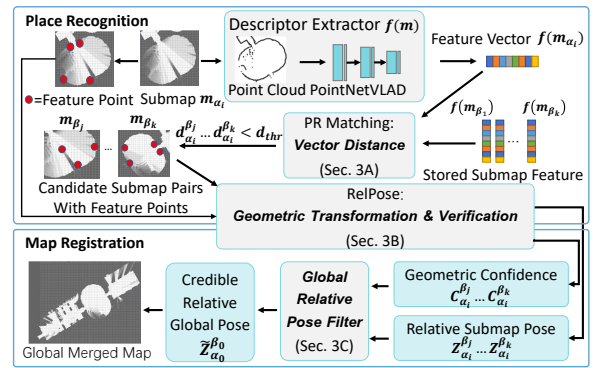 Place Recognition
Descriptor Extractor f(m)
Feature Vector f(m_{α_i})
Point Cloud PointNetVLAD
=Feature Point Submap m_{α_i}
m_{β_j} m_{β_k}
...
d_{α_i}^{β_j}...d_{α_i}^{β_k} < d_{thr}
PR Matching:
Vector Distance
(Sec. 3A)
f(m_{β_1}) f(m_{β_k})
...
Stored Submap Feature
Candidate Submap Pairs
With Feature Points
RelPose:
Geometric Transformation & Verification
(Sec. 3B)
Map Registration
Global Merged Map
Credible
Relative
Global Pose
Z̃_{α_0}^{β_0}
Global
Relative
Pose Filter
(Sec. 3C)
Geometric Confidence
C_{α_i}^{β_j}...C_{α_i}^{β_k}
Relative Submap Pose
Z_{α_i}^{β_j}...Z_{α_i}^{β_k}